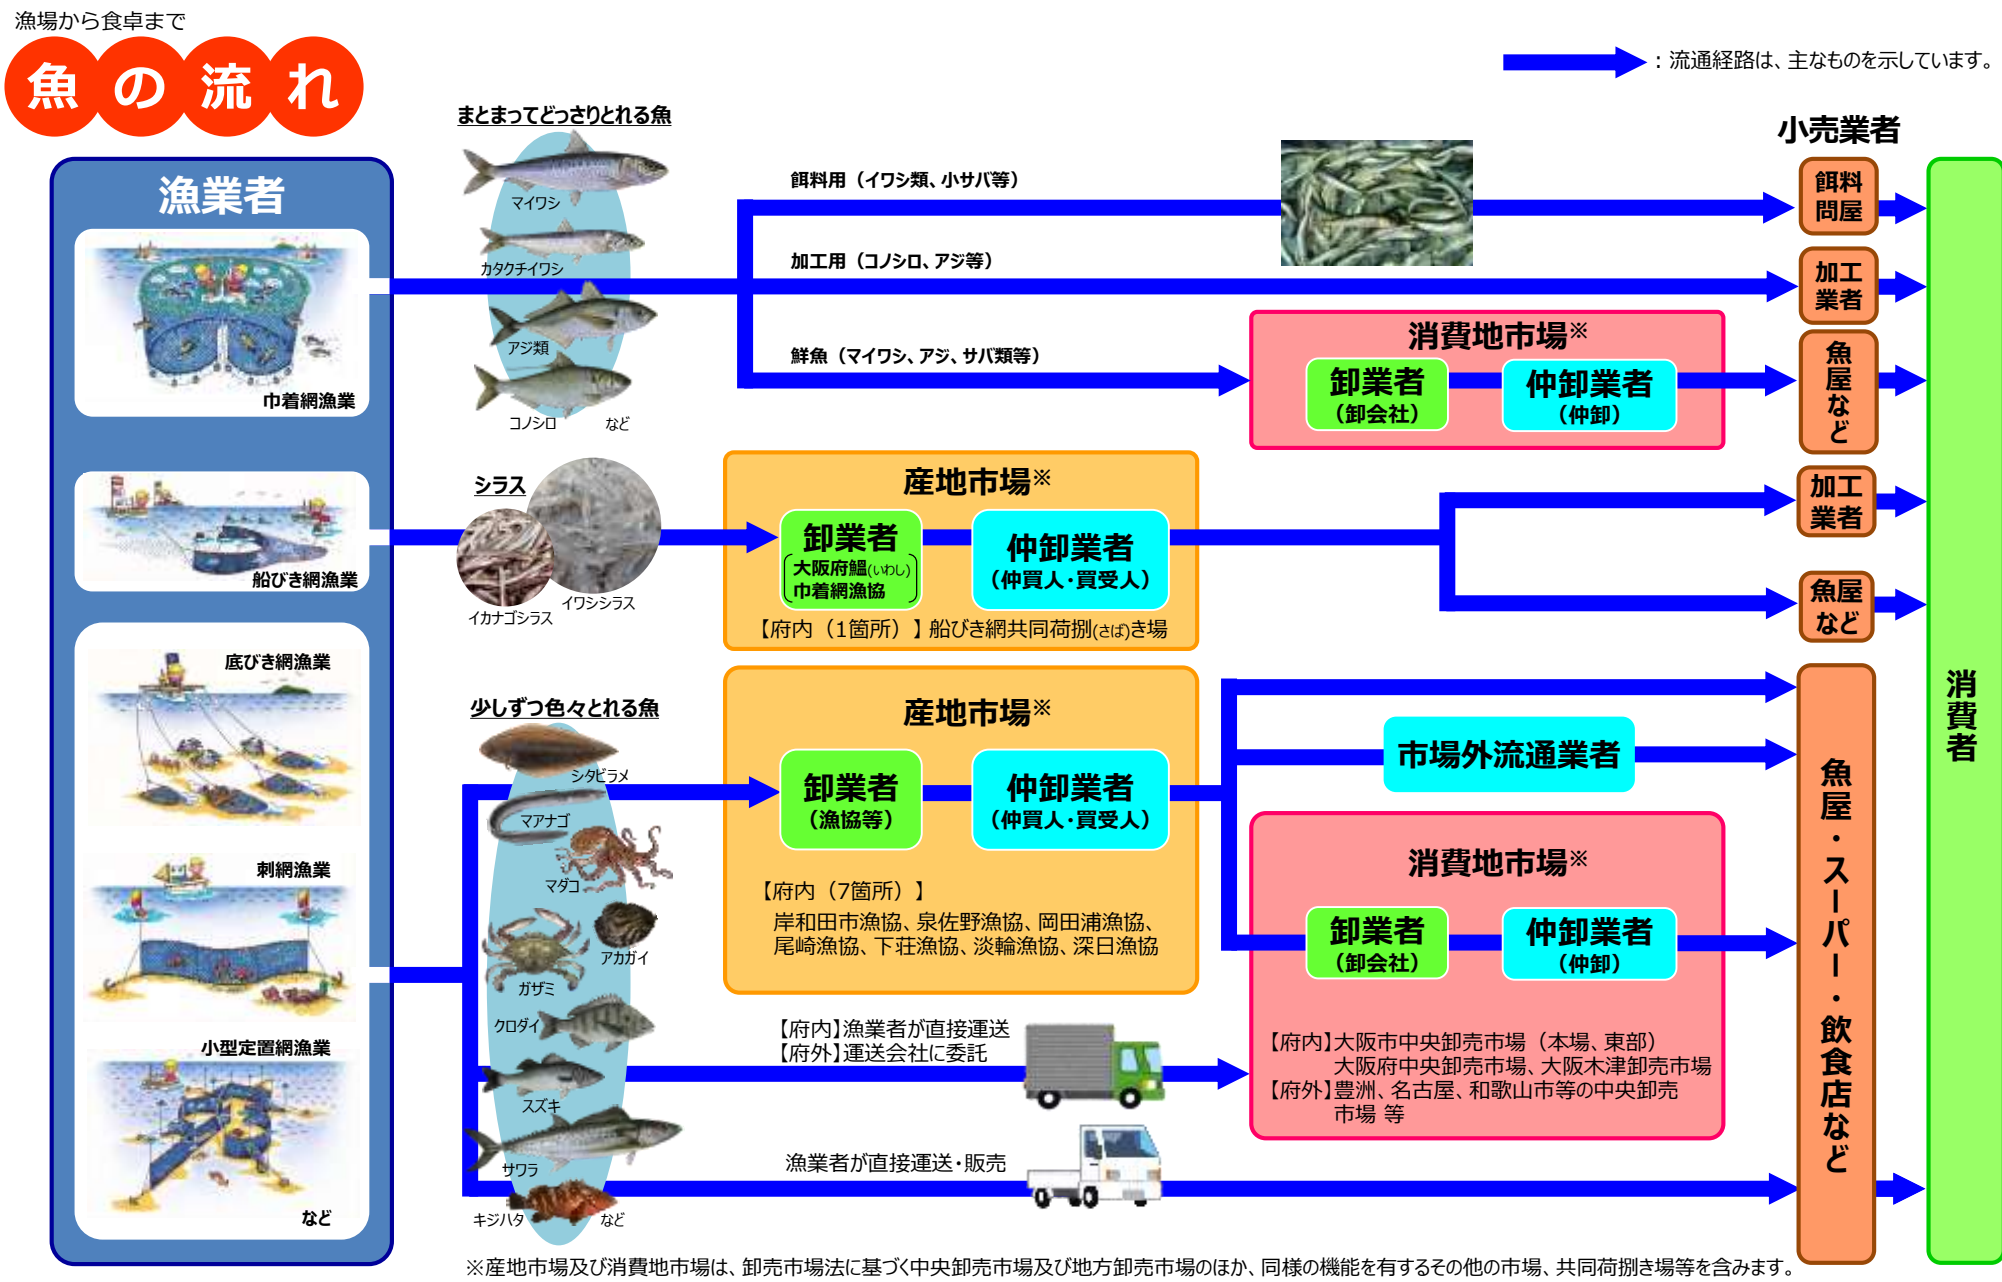 漁場から食卓まで
魚の流れ
：流通経路は、主なものを示しています。
漁業者
巾着網漁業
船びき網漁業
底びき網漁業
刺網漁業
小型定置網漁業
など
まとまってどっさりとれる魚
マイワシ
カタクチイワシ
アジ類
コノシロ
など
餌料用（イワシ類、小サバ等）
加工用（コノシロ、アジ等）
鮮魚（マイワシ、アジ、サバ類等）
消費地市場※
卸業者
（卸会社）
仲卸業者
（仲卸）
小売業者
餌料
問屋
加工
業者
魚屋など
シラス
イカナゴシラス
イワシシラス
産地市場※
卸業者
大阪府鰮(いわし)
巾着網漁協
仲卸業者
（仲買人・買受人）
【府内（1箇所）】船びき網共同荷捌(さば)き場
加工
業者
魚屋
など
少しずつ色々とれる魚
シタビラメ
マアナゴ
マダコ
アカガイ
ガザミ
クロダイ
スズキ
サワラ
キジハタ
など
産地市場※
卸業者
（漁協等）
仲卸業者
（仲買人・買受人）
【府内（7箇所）】
岸和田市漁協、泉佐野漁協、岡田浦漁協、
尾崎漁協、下荘漁協、淡輪漁協、深日漁協
市場外流通業者
消費地市場※
卸業者
（卸会社）
仲卸業者
（仲卸）
【府内】大阪市中央卸売市場（本場、東部）
大阪府中央卸売市場、大阪木津卸売市場
【府外】豊洲、名古屋、和歌山市等の中央卸売
市場 等
【府内】漁業者が直接運送
【府外】運送会社に委託
漁業者が直接運送・販売
魚屋・スーパー・飲食店など
消費者
※産地市場及び消費地市場は、卸売市場法に基づく中央卸売市場及び地方卸売市場のほか、同様の機能を有するその他の市場、共同荷捌き場等を含みます。